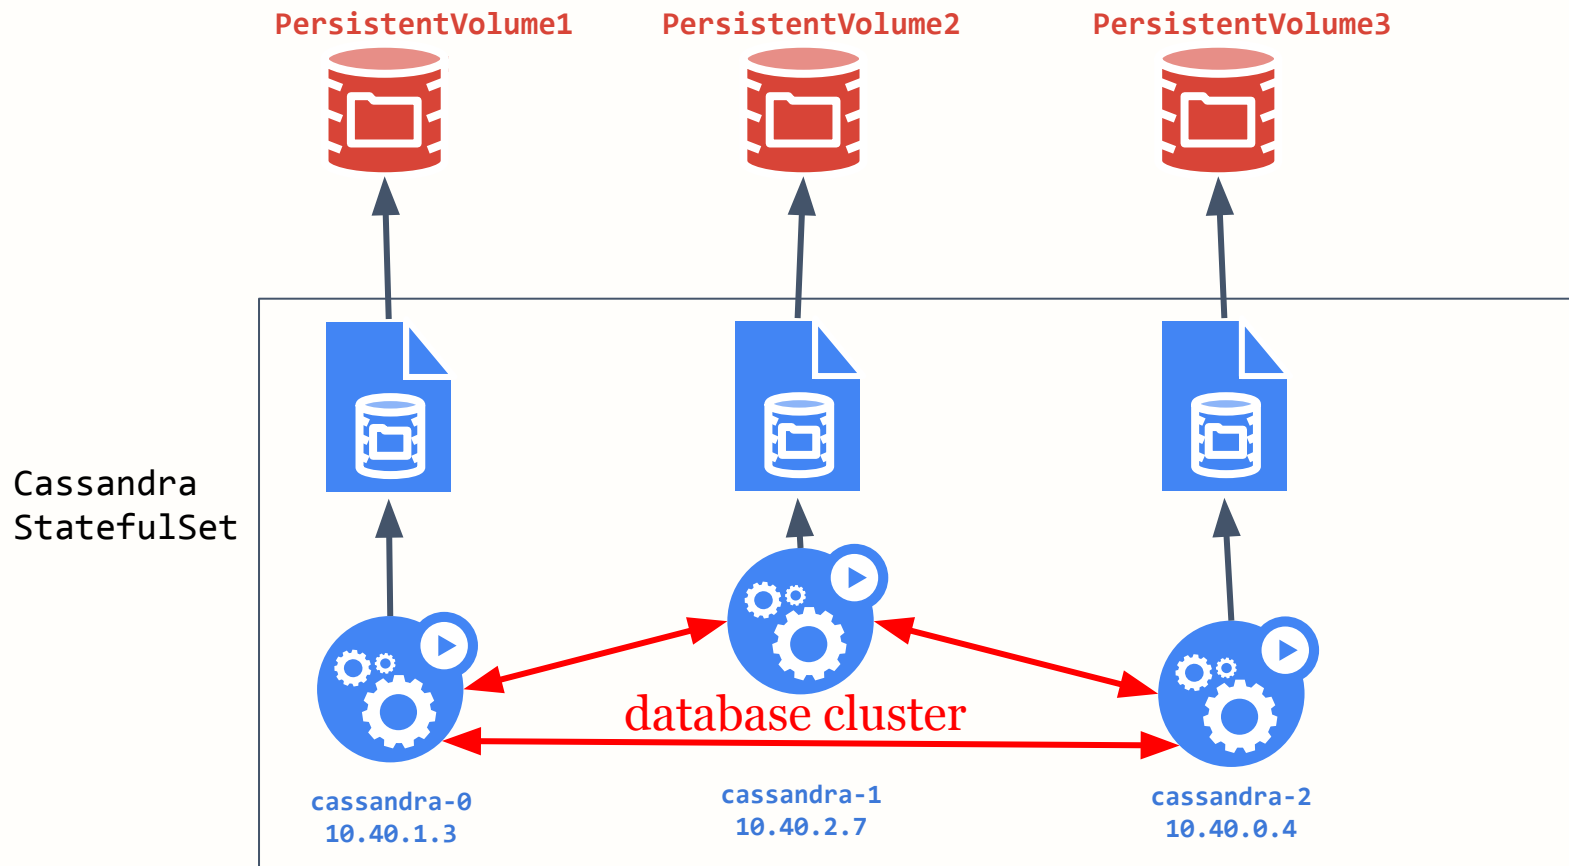 PersistentVolume1
PersistentVolume2
PersistentVolume3
Cassandra
StatefulSet
database cluster
cassandra-0
10.40.1.3
cassandra-1
10.40.2.7
cassandra-2
10.40.0.4